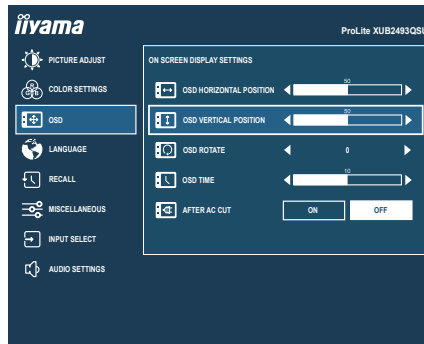 iiyama
ProLite XUB2493QSU
PICTURE ADJUST
COLOR SETTINGS
OSD
LANGUAGE
RECALL
MISCELLANEOUS
INPUT SELECT
AUDIO SETTINGS
ON SCREEN DISPLAY SETTINGS
OSD HORIZONTAL POSITION 50
OSD VERTICAL POSITION 50
OSD ROTATE 0
OSD TIME 10
AFTER AC CUT ON OFF